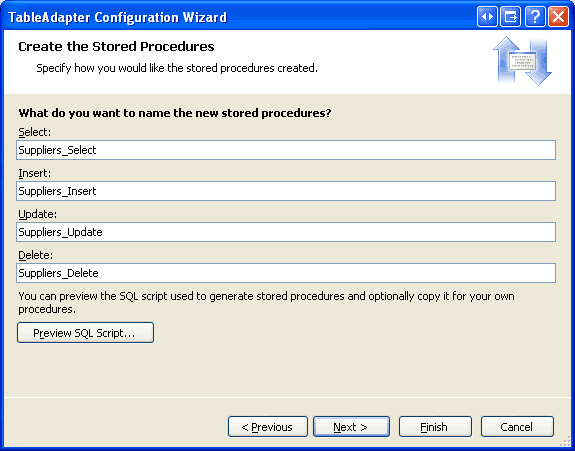 TableAdapter Configuration Wizard
Create the Stored Procedures
Specify how you would like the stored procedures created.
What do you want to name the new stored procedures?
Select:
Suppliers_Select
Insert:
Suppliers_Insert
Update:
Suppliers_Update
Delete:
Suppliers_Delete
You can preview the SQL script used to generate stored procedures and optionally copy it for your own
procedures.
Preview SQL Script...
< Previous Next > Finish Cancel